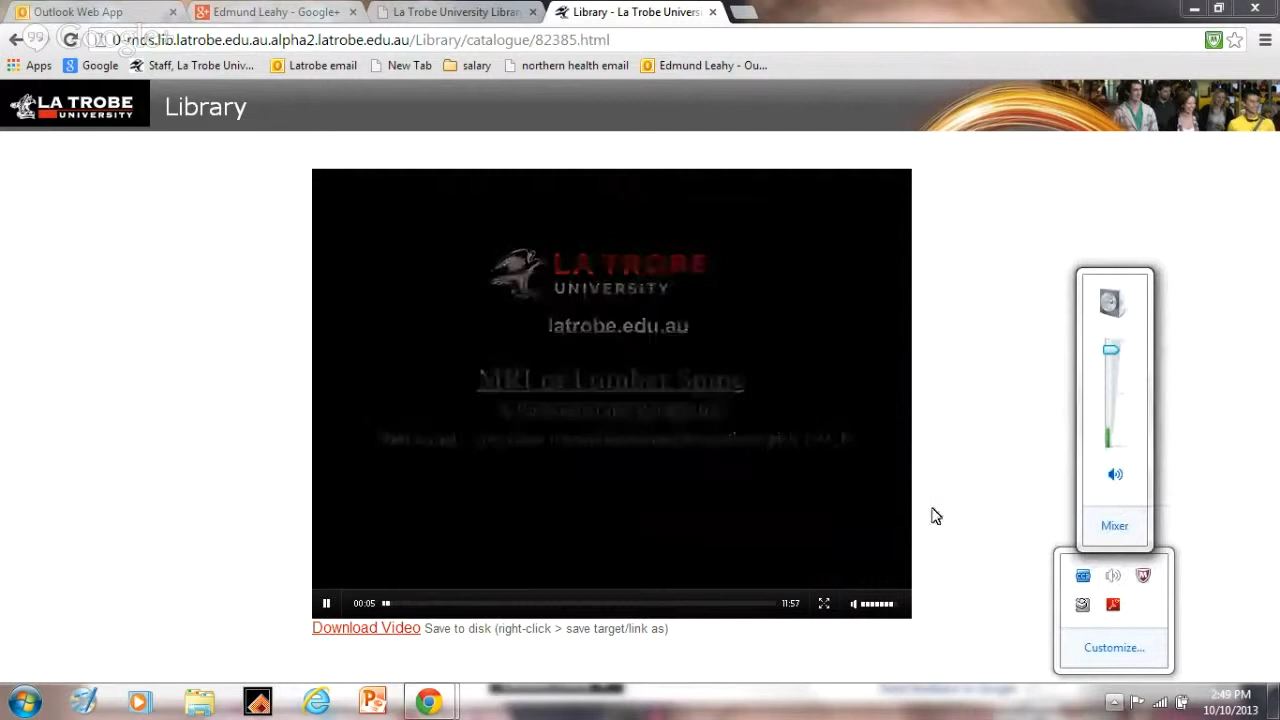 Outlook Web App
Edmund Leahy - Google+
La Trobe University Librar
Library - La Trobe Universi
mds.lib.latrobe.edu.au.alpha2.latrobe.edu.au/Library/catalogue/82385.html
Apps
Google
Staff, La Trobe Univ...
Latrobe email
New Tab
salary
northern health email
Edmund Leahy - Ou...
LA TROBE
UNIVERSITY
Library
LA TROBE
UNIVERSITY
latrobe.edu.au
MRI of Lumbar Spine
00:05
11:57
Download Video Save to disk (right-click > save target/link as)
Mixer
Customize...
2:49 PM
10/10/2013